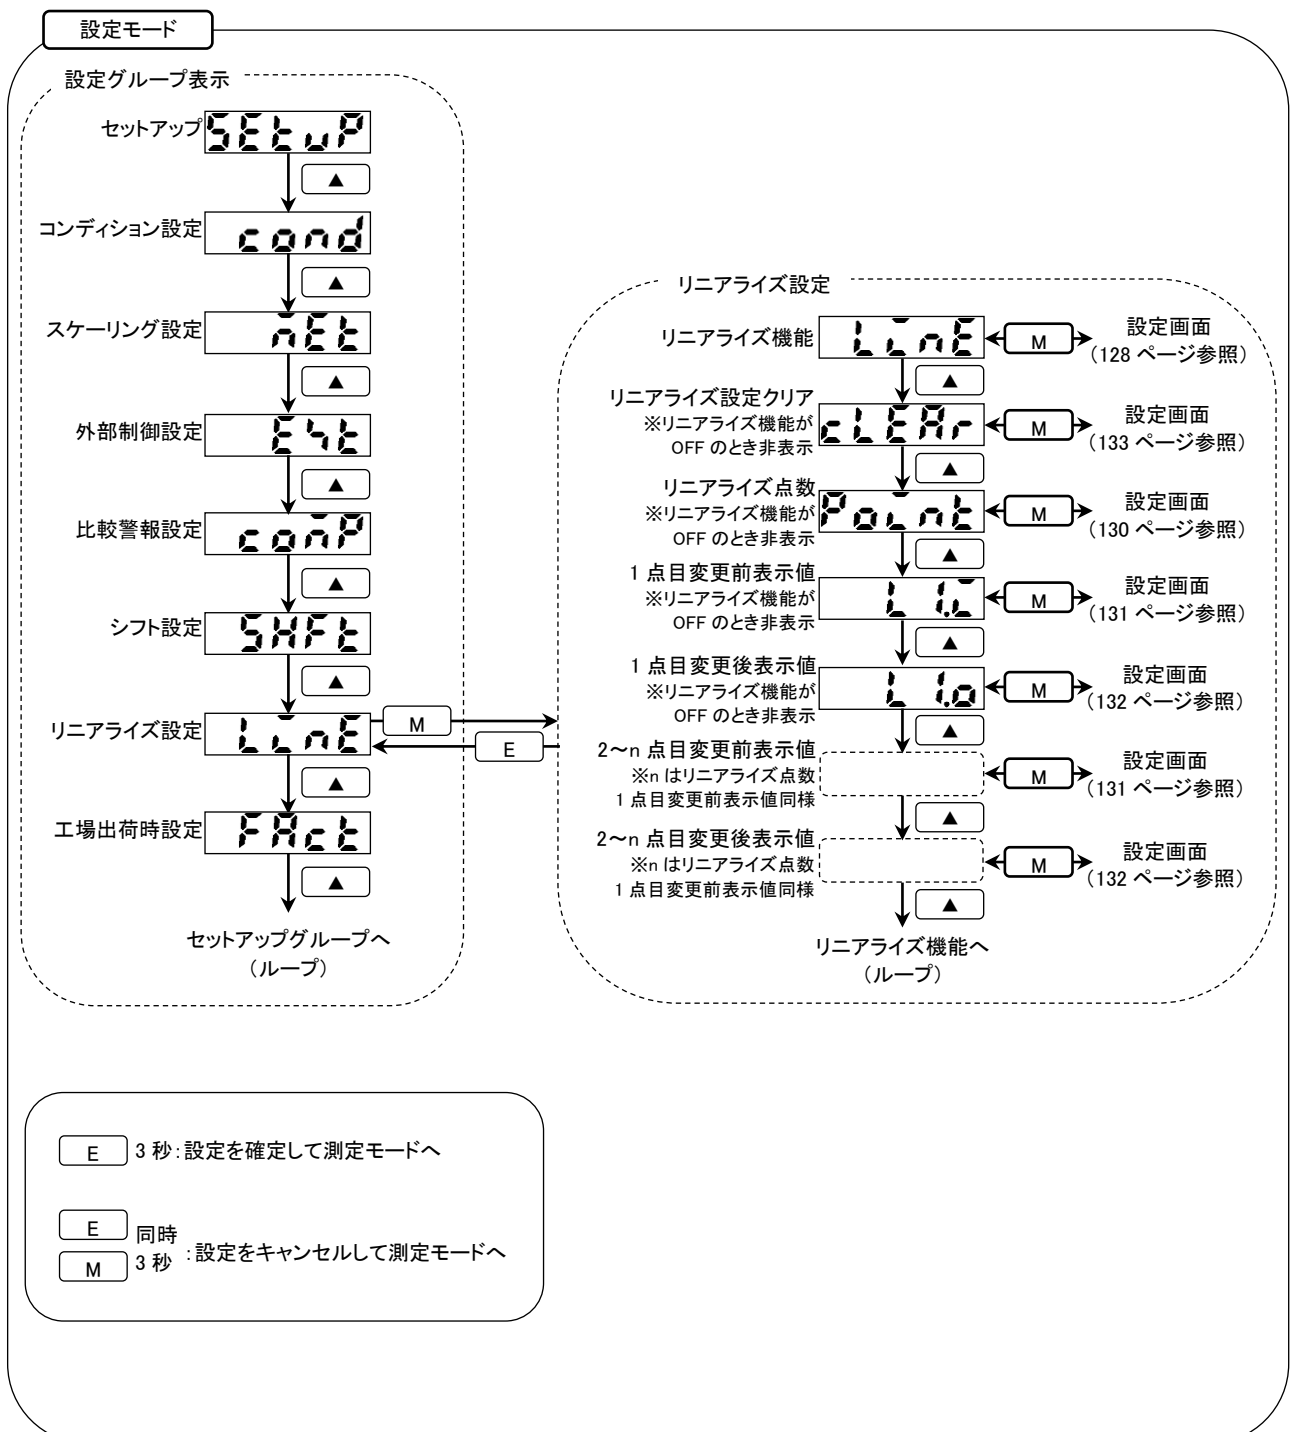 設定モード
設定グループ表示
セットアップ
SEtuP
▲
コンディション設定
cond
▲
スケーリング設定
mEt
▲
外部制御設定
▲
比較警報設定
comP
▲
シフト設定
SHFt
▲
リニアライズ設定
LinE
M
E
▲
工場出荷時設定
FAct
▲
セットアップグループへ
(ループ)
リニアライズ設定
リニアライズ機能
LinE
M
設定画面
(128 ページ参照)
▲
リニアライズ設定クリア
※リニアライズ機能が
OFF のとき非表示
cLEAr
M
設定画面
(133 ページ参照)
▲
リニアライズ点数
※リニアライズ機能が
OFF のとき非表示
Point
M
設定画面
(130 ページ参照)
▲
1 点目変更前表示値
※リニアライズ機能が
OFF のとき非表示
L1.i
M
設定画面
(131 ページ参照)
▲
1 点目変更後表示値
※リニアライズ機能が
OFF のとき非表示
L1.o
M
設定画面
(132 ページ参照)
▲
2~n 点目変更前表示値
※n はリニアライズ点数
1 点目変更前表示値同様
M
設定画面
(131 ページ参照)
▲
2~n 点目変更後表示値
※n はリニアライズ点数
1 点目変更前表示値同様
M
設定画面
(132 ページ参照)
▲
リニアライズ機能へ
(ループ)
E 3 秒:設定を確定して測定モードへ
E 同時
M 3 秒 :設定をキャンセルして測定モードへ